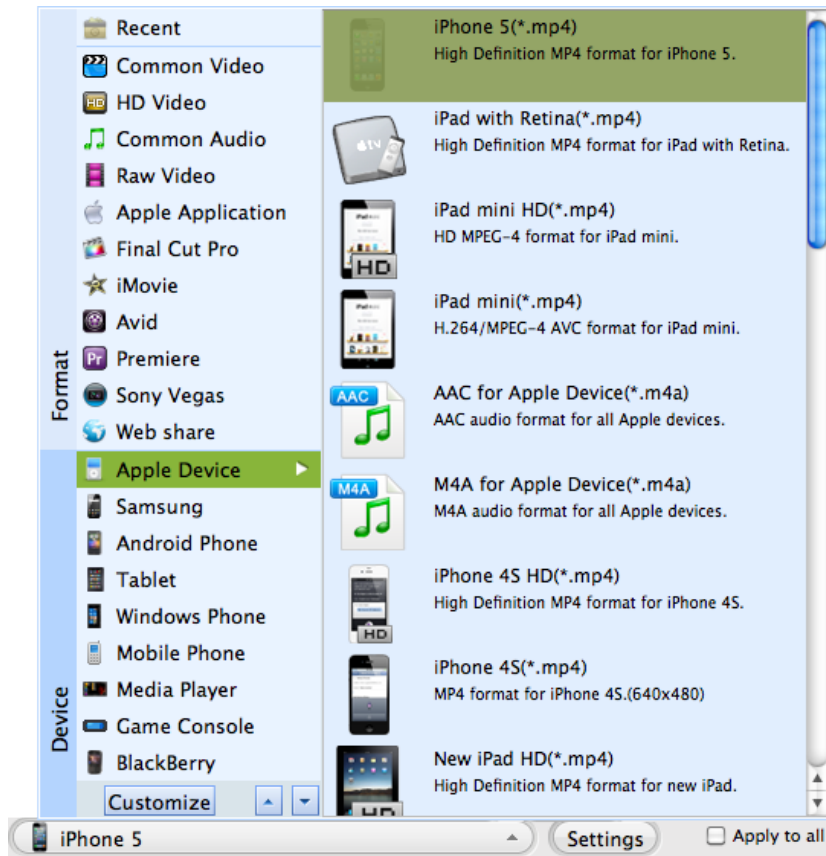 Format
Recent
Common Video
HD Video
HD
Common Audio
Raw Video
Apple Application
Final Cut Pro
iMovie
Avid
Pr
Premiere
Sony Vegas
Web share
Device
Apple Device
Samsung
Android Phone
Tablet
Windows Phone
Mobile Phone
Media Player
Game Console
BlackBerry
Customize
iPhone 5(*.mp4)
High Definition MP4 format for iPhone 5.
tv
iPad with Retina(*.mp4)
High Definition MP4 format for iPad with Retina.
HD
iPad mini HD(*.mp4)
HD MPEG-4 format for iPad mini.
iPad mini(*.mp4)
H.264/MPEG-4 AVC format for iPad mini.
AAC
AAC for Apple Device(*.m4a)
AAC audio format for all Apple devices.
M4A
M4A for Apple Device(*.m4a)
M4A audio format for all Apple devices.
HD
iPhone 4S HD(*.mp4)
High Definition MP4 format for iPhone 4S.
iPhone 4S(*.mp4)
MP4 format for iPhone 4S.(640x480)
HD
New iPad HD(*.mp4)
High Definition MP4 format for new iPad.
iPhone 5
Settings
Apply to all